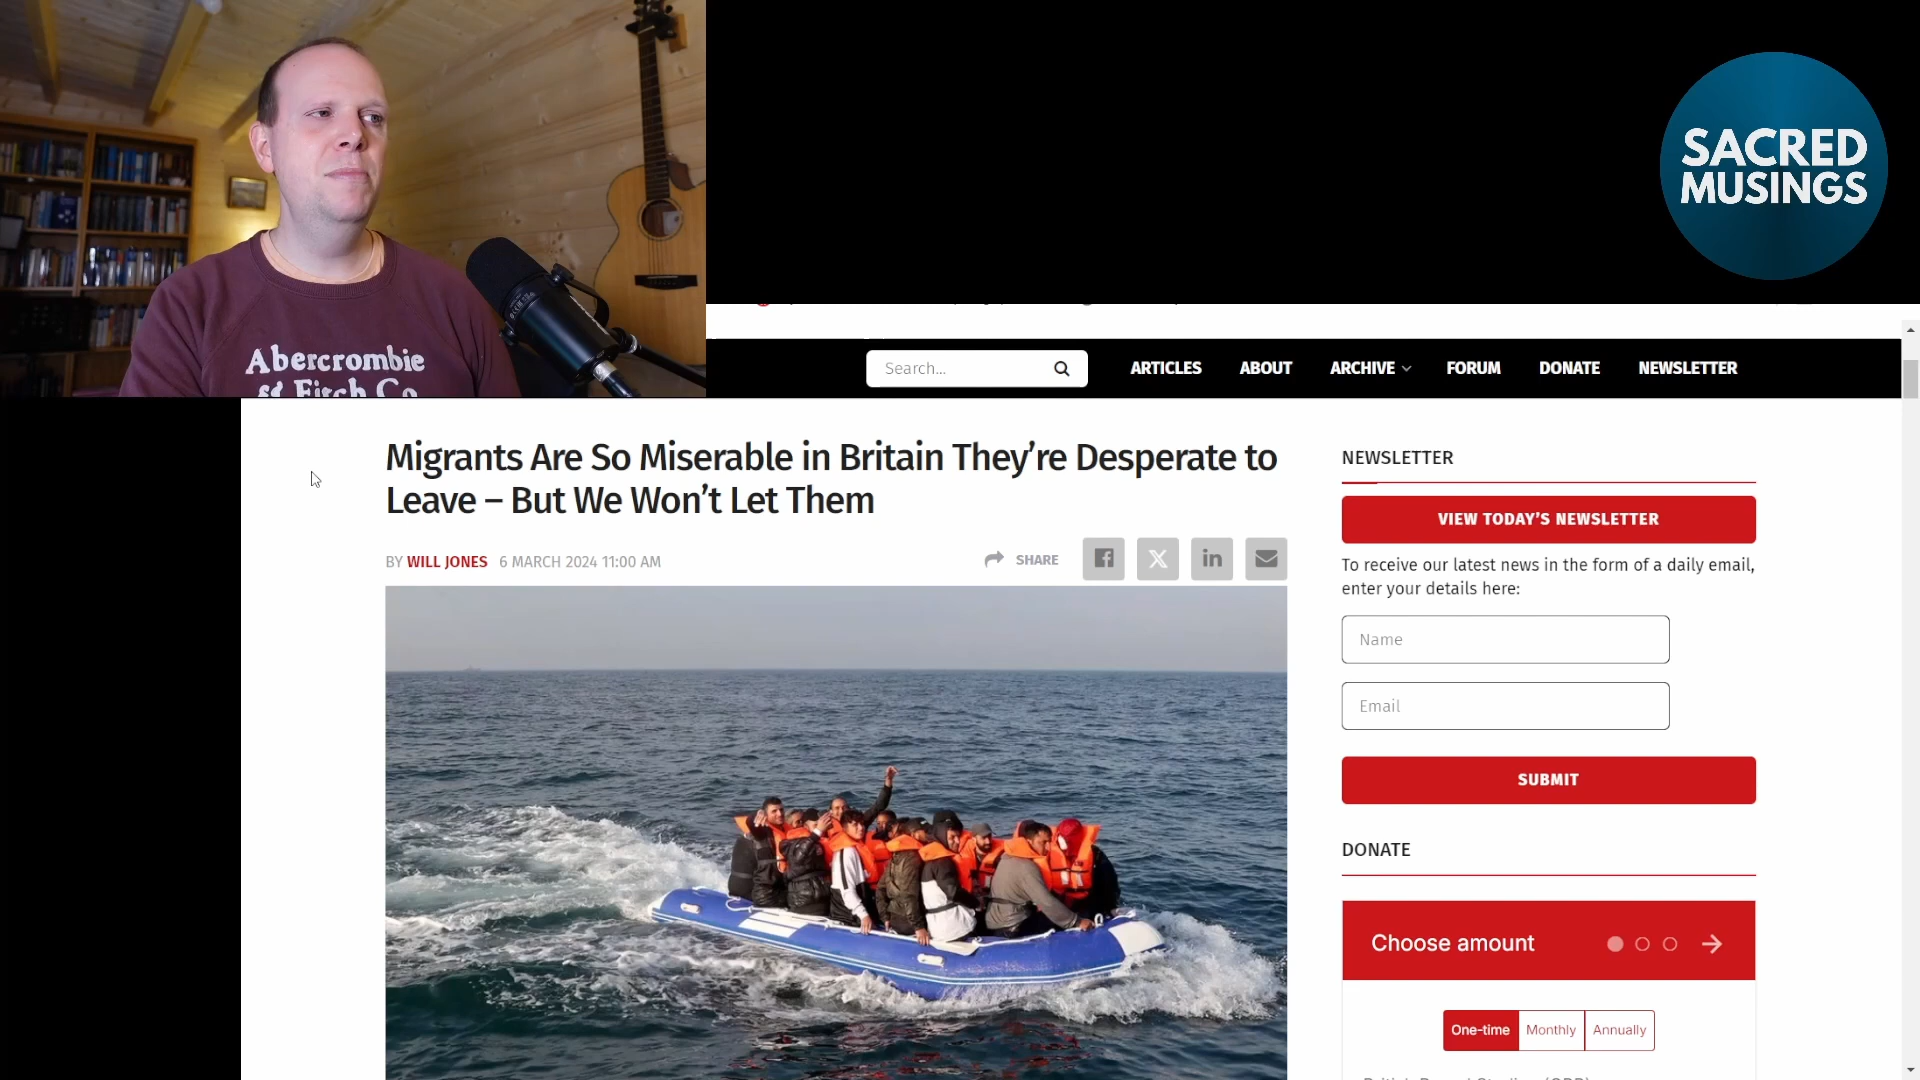 SACRED
MUSINGS
Abercrombie
& Fitch Co
Search...
ARTICLES
ABOUT
ARCHIVE
FORUM
DONATE
NEWSLETTER
Migrants Are So Miserable in Britain They’re Desperate to
Leave – But We Won’t Let Them
BY WILL JONES 6 MARCH 2024 11:00 AM
SHARE
NEWSLETTER
VIEW TODAY’S NEWSLETTER
To receive our latest news in the form of a daily email,
enter your details here:
Name
Email
SUBMIT
DONATE
Choose amount
One-time
Monthly
Annually